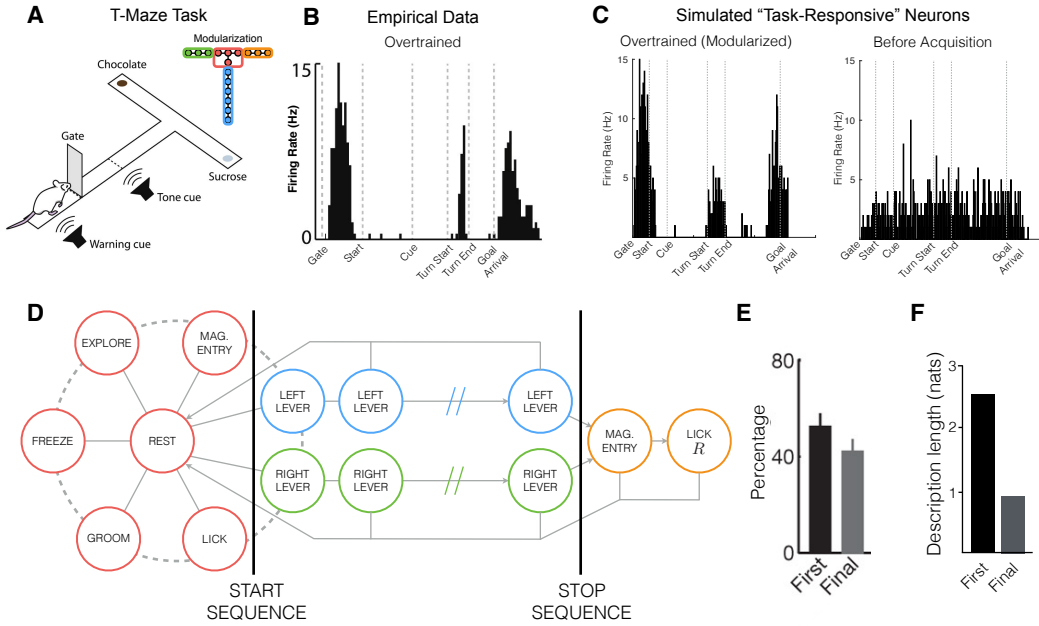 A
T-Maze Task
Modularization
Chocolate
Gate
Sucrose
Tone cue
Warning cue
B
Empirical Data
Overtrained
Firing Rate (Hz)
15
0
Gate
Start
Cue
Turn Start
Turn End
Goal
Arrival
C
Simulated “Task-Responsive” Neurons
Overtrained (Modularized)
Firing Rate (Hz)
15
10
5
0
Gate
Start
Cue
Turn Start
Turn End
Goal
Arrival
Before Acquisition
Firing Rate (Hz)
15
10
5
0
Gate
Start
Cue
Turn Start
Turn End
Goal
Arrival
D
EXPLORE
MAG.
ENTRY
FREEZE
REST
GROOM
LICK
LEFT
LEVER
LEFT
LEVER
//
LEFT
LEVER
RIGHT
LEVER
RIGHT
LEVER
//
RIGHT
LEVER
MAG.
ENTRY
LICK
R
START
SEQUENCE
STOP
SEQUENCE
E
Percentage
80
40
0
First
Final
F
Description length (nats)
3
2
1
0
First
Final